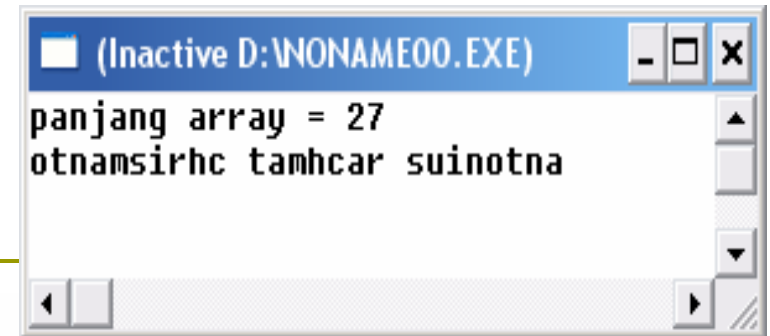 (Inactive D:\NONAME00.EXE)
panjang array = 27
otnamsirhc tamhcar suinotna